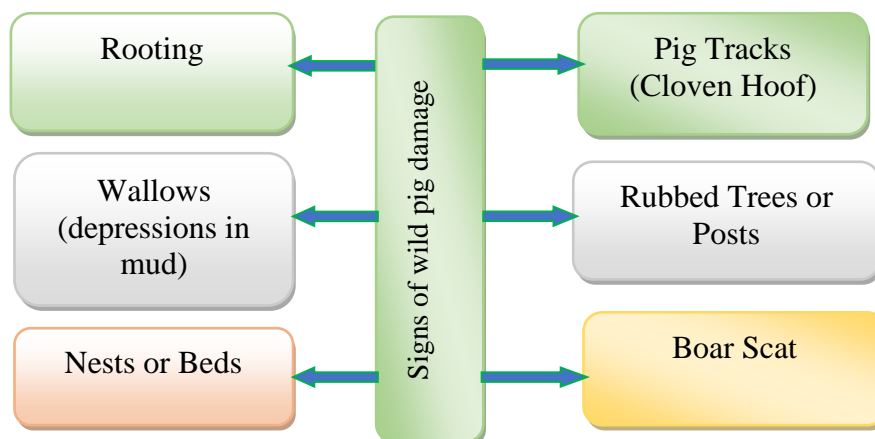 Rooting
Wallows
(depressions in
mud)
Nests or Beds
Signs of wild pig damage
Pig Tracks
(Cloven Hoof)
Rubbed Trees or
Posts
Boar Scat